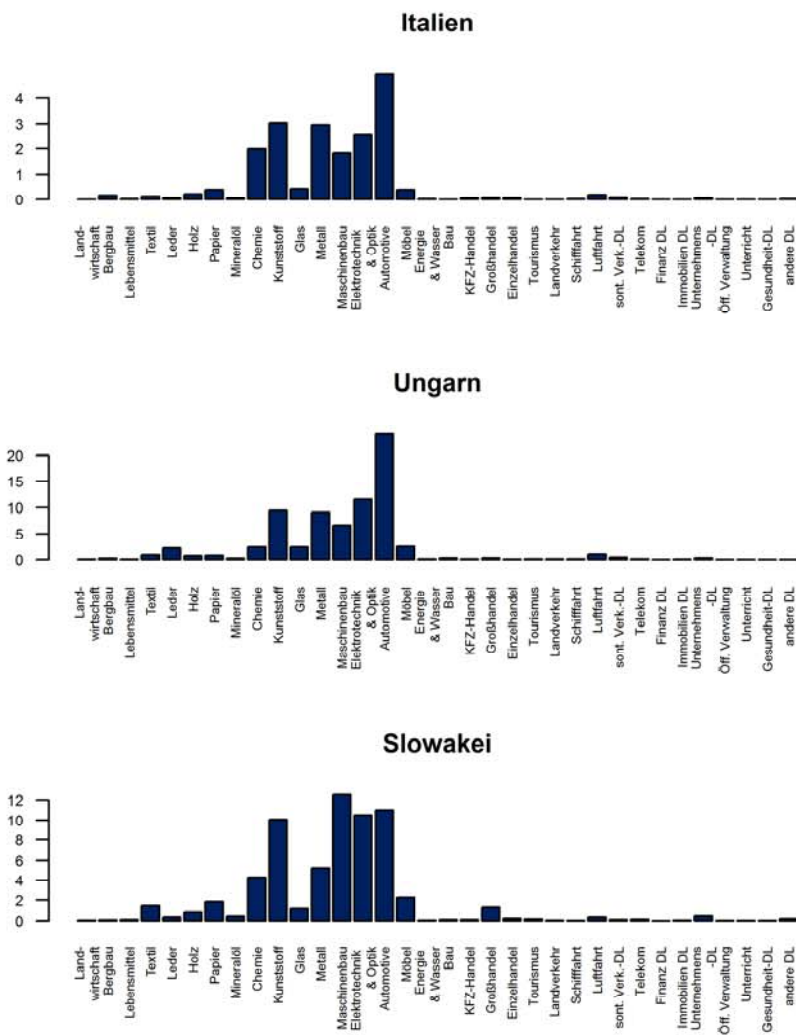 Italien
4
3
2
1
0
Land-
wirtschaft
Bergbau
Lebensmittel
Textil
Leder
Holz
Papier
Mineralöl
Chemie
Kunststoff
Glas
Metall
Maschinenbau
Elektrotechnik
& Optik
Automotive
Möbel
Energie
& Wasser
Bau
KFZ-Handel
Großhandel
Einzelhandel
Tourismus
Landverkehr
Schifffahrt
Luftfahrt
sont. Verk.-DL
Telekom
Finanz DL
Immobilien DL
Unternehmens
-DL
Öff. Verwaltung
Unterricht
Gesundheit-DL
andere DL
Ungarn
20
15
10
5
0
Land-
wirtschaft
Bergbau
Lebensmittel
Textil
Leder
Holz
Papier
Mineralöl
Chemie
Kunststoff
Glas
Metall
Maschinenbau
Elektrotechnik
& Optik
Automotive
Möbel
Energie
& Wasser
Bau
KFZ-Handel
Großhandel
Einzelhandel
Tourismus
Landverkehr
Schifffahrt
Luftfahrt
sont. Verk.-DL
Telekom
Finanz DL
Immobilien DL
Unternehmens
-DL
Öff. Verwaltung
Unterricht
Gesundheit-DL
andere DL
Slowakei
12
10
8
6
4
2
0
Land-
wirtschaft
Bergbau
Lebensmittel
Textil
Leder
Holz
Papier
Mineralöl
Chemie
Kunststoff
Glas
Metall
Maschinenbau
Elektrotechnik
& Optik
Automotive
Möbel
Energie
& Wasser
Bau
KFZ-Handel
Großhandel
Einzelhandel
Tourismus
Landverkehr
Schifffahrt
Luftfahrt
sont. Verk.-DL
Telekom
Finanz DL
Immobilien DL
Unternehmens
-DL
Öff. Verwaltung
Unterricht
Gesundheit-DL
andere DL